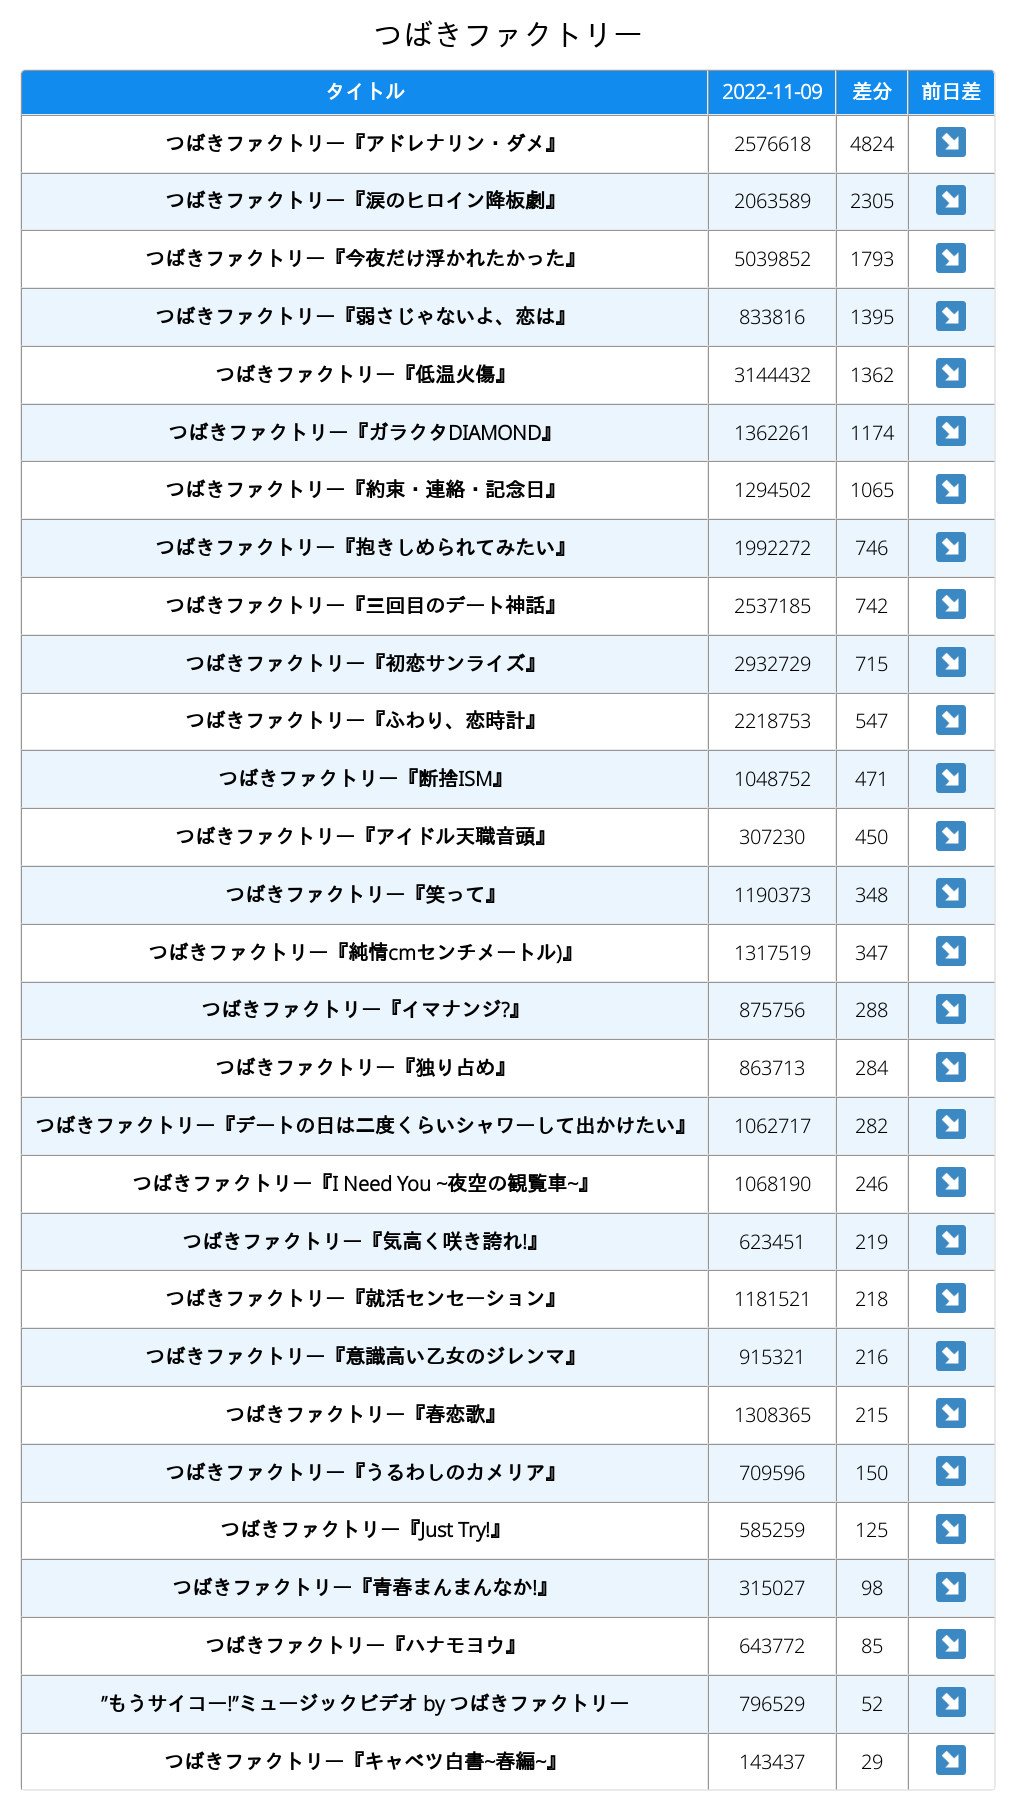 つばきファクトリー
タイトル 2022-11-09 差分 前日差
つばきファクトリー『アドレナリン・ダメ』 2576618 4824 ↘
つばきファクトリー『涙のヒロイン降板劇』 2063589 2305 ↘
つばきファクトリー『今夜だけ浮かれたかった』 5039852 1793 ↘
つばきファクトリー『弱さじゃないよ、恋は』 833816 1395 ↘
つばきファクトリー『低温火傷』 3144432 1362 ↘
つばきファクトリー『ガラクタDIAMOND』 1362261 1174 ↘
つばきファクトリー『約束・連絡・記念日』 1294502 1065 ↘
つばきファクトリー『抱きしめられてみたい』 1992272 746 ↘
つばきファクトリー『三回目のデート神話』 2537185 742 ↘
つばきファクトリー『初恋サンライズ』 2932729 715 ↘
つばきファクトリー『ふわり、恋時計』 2218753 547 ↘
つばきファクトリー『断捨ISM』 1048752 471 ↘
つばきファクトリー『アイドル天職音頭』 307230 450 ↘
つばきファクトリー『笑って』 1190373 348 ↘
つばきファクトリー『純情cmセンチメートル)』 1317519 347 ↘
つばきファクトリー『イマナンジ?』 875756 288 ↘
つばきファクトリー『独り占め』 863713 284 ↘
つばきファクトリー『デートの日は二度くらいシャワーして出かけたい』 1062717 282 ↘
つばきファクトリー『I Need You ~夜空の観覧車~』 1068190 246 ↘
つばきファクトリー『気高く咲き誇れ!』 623451 219 ↘
つばきファクトリー『就活センセーション』 1181521 218 ↘
つばきファクトリー『意識高い乙女のジレンマ』 915321 216 ↘
つばきファクトリー『春恋歌』 1308365 215 ↘
つばきファクトリー『うるわしのカメリア』 709596 150 ↘
つばきファクトリー『Just Try!』 585259 125 ↘
つばきファクトリー『青春まんまんなか!』 315027 98 ↘
つばきファクトリー『ハナモヨウ』 643772 85 ↘
”もうサイコー!”ミュージックビデオ by つばきファクトリー 796529 52 ↘
つばきファクトリー『キャベツ白書~春編~』 143437 29 ↘